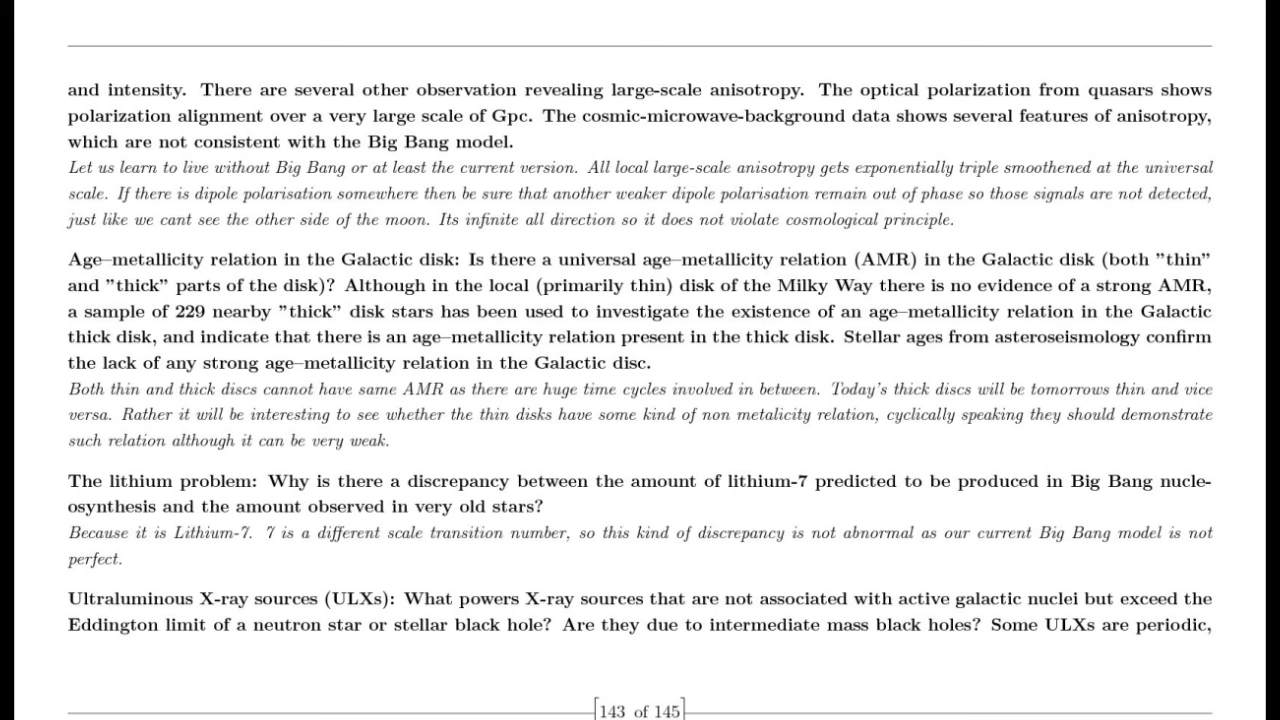 and intensity. There are several other observation revealing large-scale anisotropy. The optical polarization from quasars shows
polarization alignment over a very large scale of Gpc. The cosmic-microwave-background data shows several features of anisotropy,
which are not consistent with the Big Bang model.
Let us learn to live without Big Bang or at least the current version. All local large-scale anisotropy gets exponentially triple smoothened at the universal
scale. If there is dipole polarisation somewhere then be sure that another weaker dipole polarisation remain out of phase so those signals are not detected,
just like we cant see the other side of the moon. Its infinite all direction so it does not violate cosmological principle.
Age–metallicity relation in the Galactic disk: Is there a universal age–metallicity relation (AMR) in the Galactic disk (both "thin"
and "thick" parts of the disk)? Although in the local (primarily thin) disk of the Milky Way there is no evidence of a strong AMR,
a sample of 229 nearby "thick" disk stars has been used to investigate the existence of an age–metallicity relation in the Galactic
thick disk, and indicate that there is an age–metallicity relation present in the thick disk. Stellar ages from asteroseismology confirm
the lack of any strong age–metallicity relation in the Galactic disc.
Both thin and thick discs cannot have same AMR as there are huge time cycles involved in between. Today's thick discs will be tomorrows thin and vice
versa. Rather it will be interesting to see whether the thin disks have some kind of non metalicity relation, cyclically speaking they should demonstrate
such relation although it can be very weak.
The lithium problem: Why is there a discrepancy between the amount of lithium-7 predicted to be produced in Big Bang nucle-
osynthesis and the amount observed in very old stars?
Because it is Lithium-7. 7 is a different scale transition number, so this kind of discrepancy is not abnormal as our current Big Bang model is not
perfect.
Ultraluminous X-ray sources (ULXs): What powers X-ray sources that are not associated with active galactic nuclei but exceed the
Eddington limit of a neutron star or stellar black hole? Are they due to intermediate mass black holes? Some ULXs are periodic,
[143 of 145]